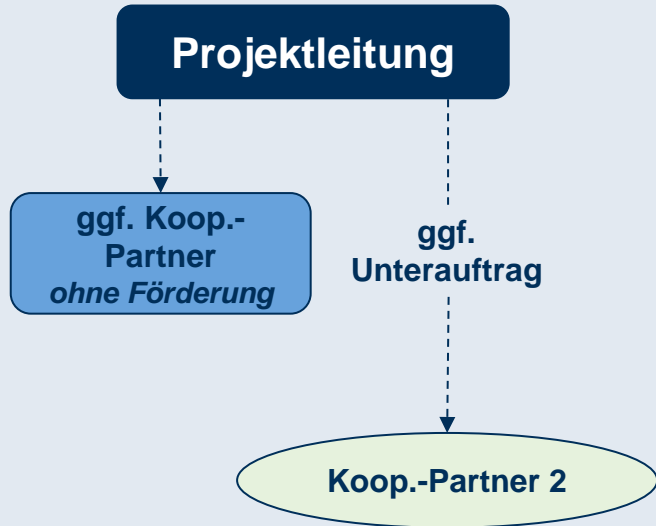 Projektleitung
ggf. Koop.-
Partner
ohne Förderung
ggf.
Unterauftrag
Koop.-Partner 2